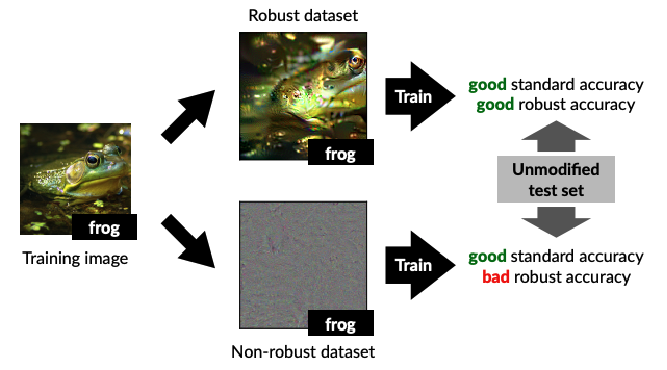 Robust dataset
frog
Train
good standard accuracy
good robust accuracy
frog
Training image
Unmodified
test set
frog
Train
good standard accuracy
bad robust accuracy
Non-robust dataset